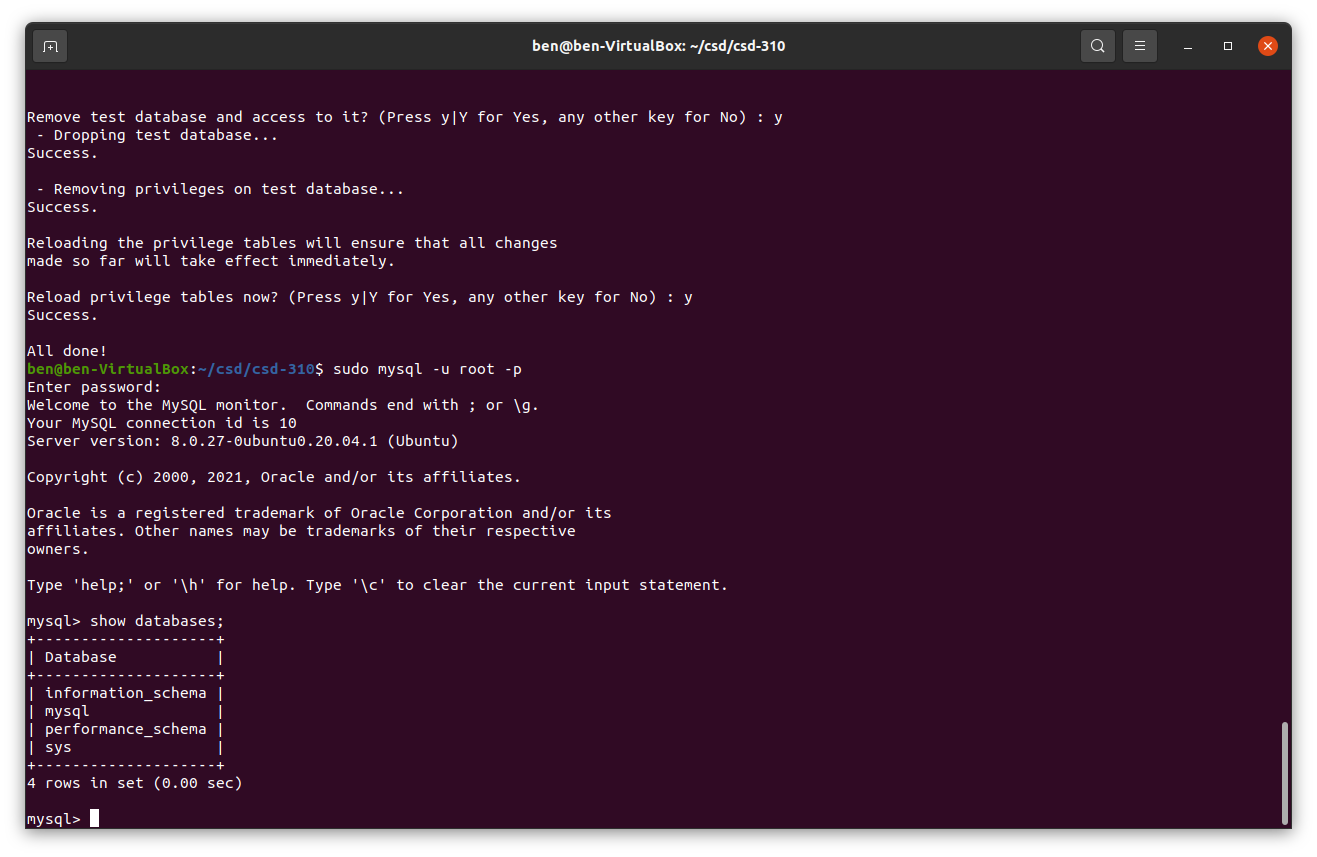 ben@ben-VirtualBox: ~/csd/csd-310
Remove test database and access to it? (Press y|Y for Yes, any other key for No) : y
 - Dropping test database...
Success.

 - Removing privileges on test database...
Success.

Reloading the privilege tables will ensure that all changes
made so far will take effect immediately.

Reload privilege tables now? (Press y|Y for Yes, any other key for No) : y
Success.

All done!
ben@ben-VirtualBox:~/csd/csd-310$ sudo mysql -u root -p
Enter password:
Welcome to the MySQL monitor.  Commands end with ; or \g.
Your MySQL connection id is 10
Server version: 8.0.27-0ubuntu0.20.04.1 (Ubuntu)

Copyright (c) 2000, 2021, Oracle and/or its affiliates.

Oracle is a registered trademark of Oracle Corporation and/or its
affiliates. Other names may be trademarks of their respective
owners.

Type 'help;' or '\h' for help. Type '\c' to clear the current input statement.

mysql> show databases;
+--------------------+
| Database           |
+--------------------+
| information_schema |
| mysql              |
| performance_schema |
| sys                |
+--------------------+
4 rows in set (0.00 sec)

mysql>